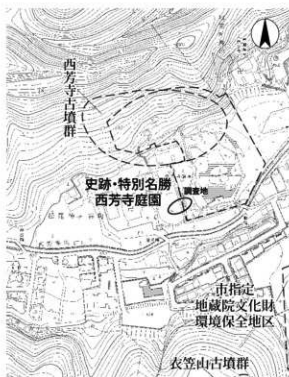 西芳寺古墳群
史跡・特別名勝
西芳寺庭園
調査地
市指定
地蔵院文化財
環境保全地区
衣笠山古墳群